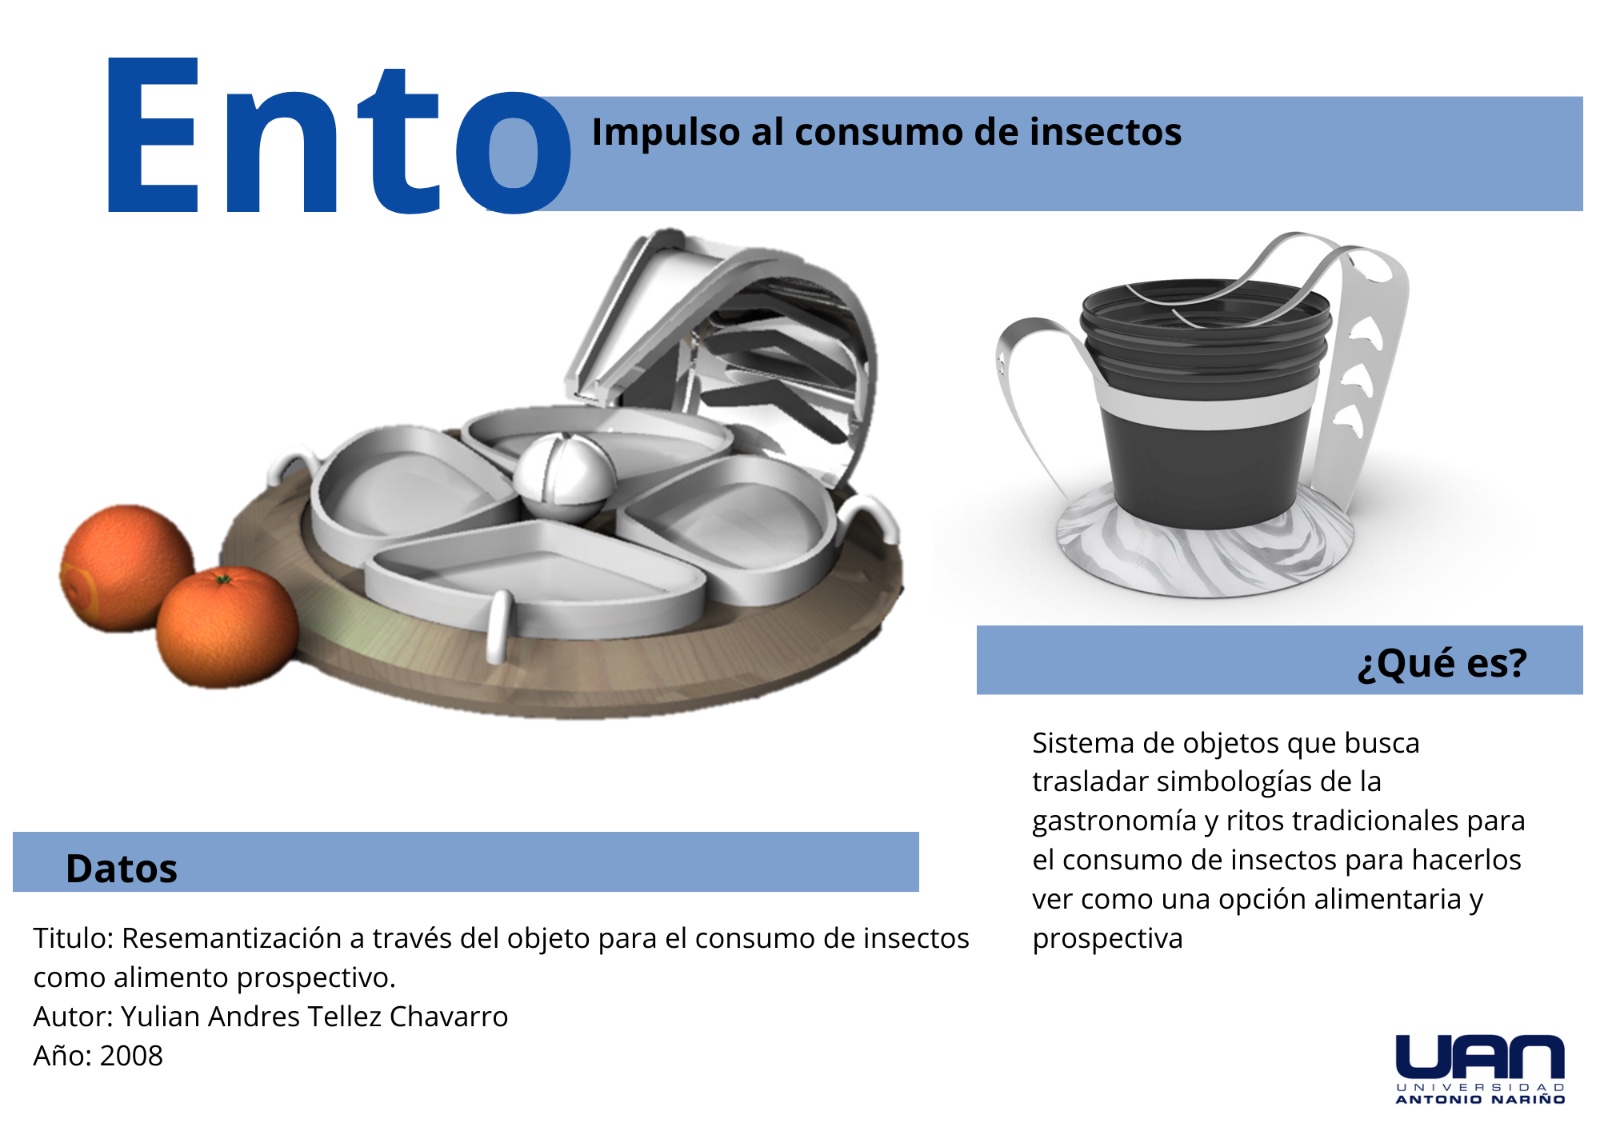 Ento
Impulso al consumo de insectos
¿Qué es?
Sistema de objetos que busca
trasladar simbologías de la
gastronomía y ritos tradicionales para
el consumo de insectos para hacerlos
ver como una opción alimentaria y
prospectiva
Datos
Titulo: Resemantización a través del objeto para el consumo de insectos
como alimento prospectivo.
Autor: Yulian Andres Tellez Chavarro
Año: 2008
UAN
UNIVERSIDAD
ANTONIO NARIÑO